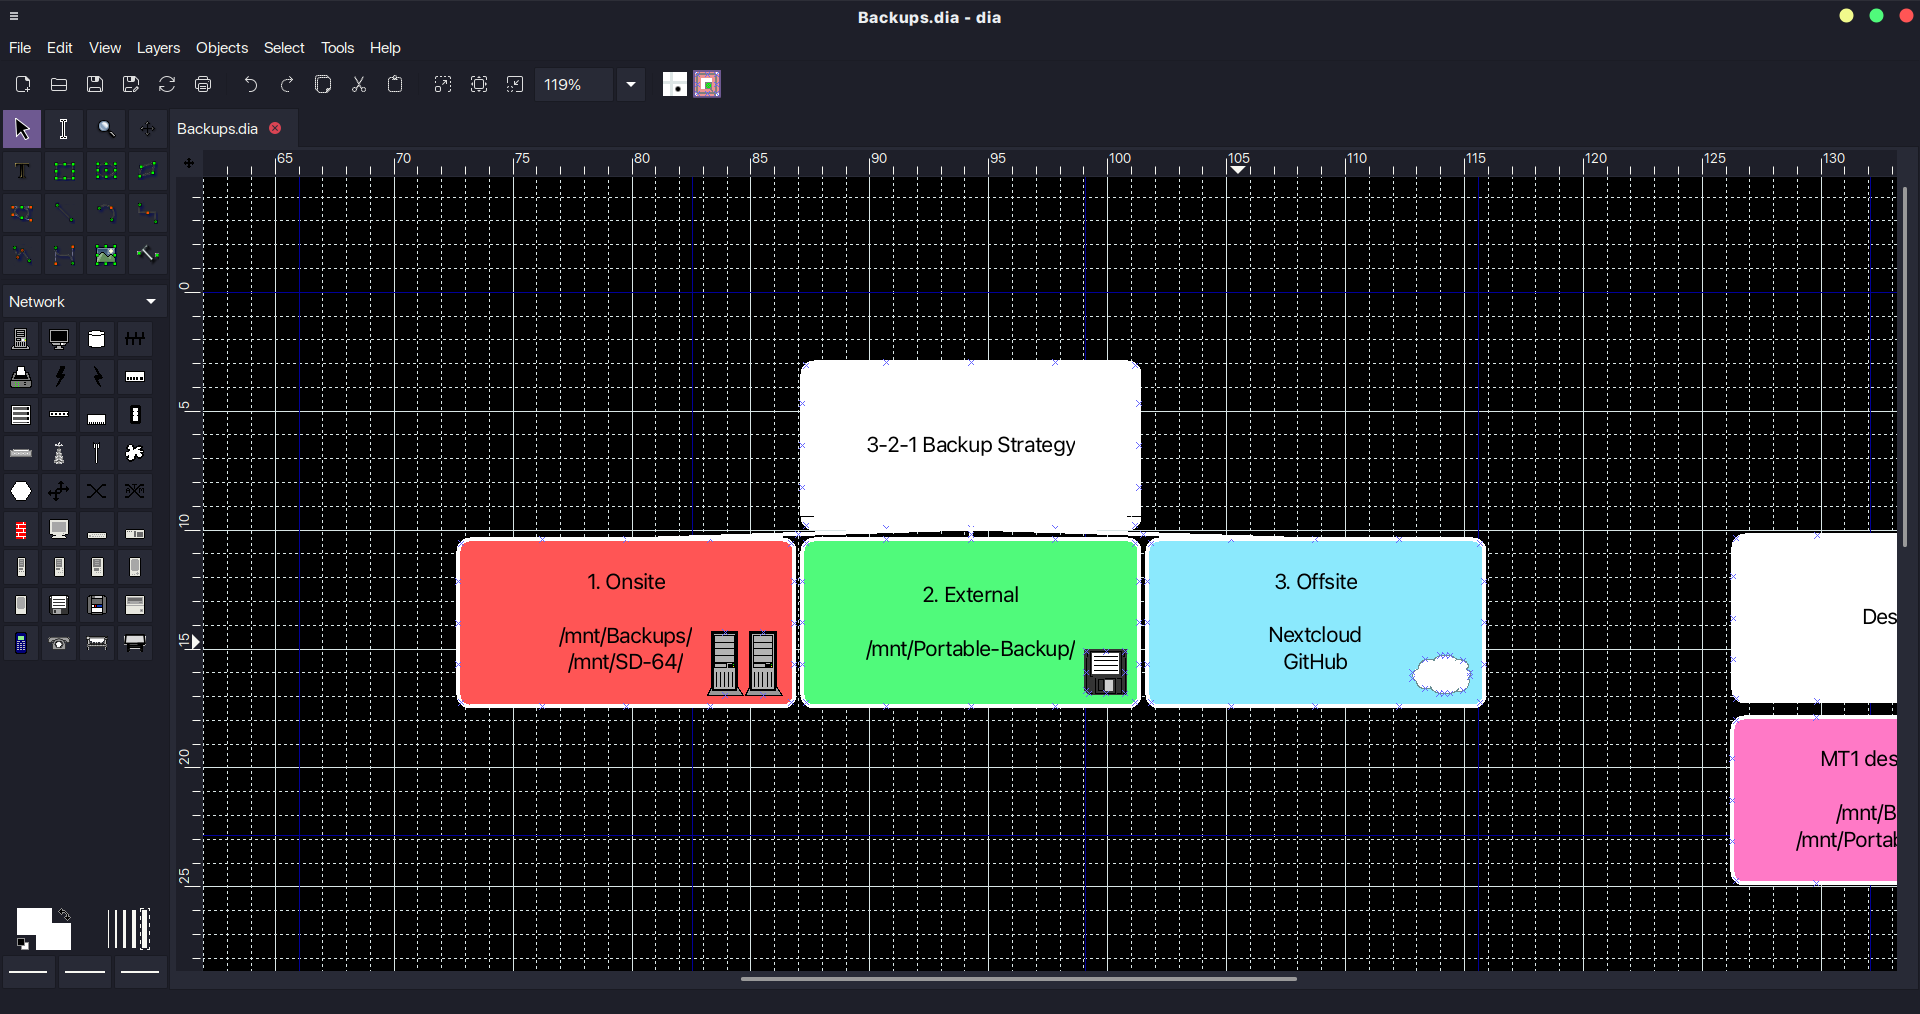 Backups.dia - dia
File Edit View Layers Objects Select Tools Help
119%
Backups.dia
65 70 75 80 85 90 95 100 105 110 115 120 125 130
Network
0
5
10
15
20
25
3-2-1 Backup Strategy
1. Onsite
/mnt/Backups/
/mnt/SD-64/
2. External
/mnt/Portable-Backup/
3. Offsite
Nextcloud
GitHub
Des
MT1 des
/mnt/B
/mnt/Portab